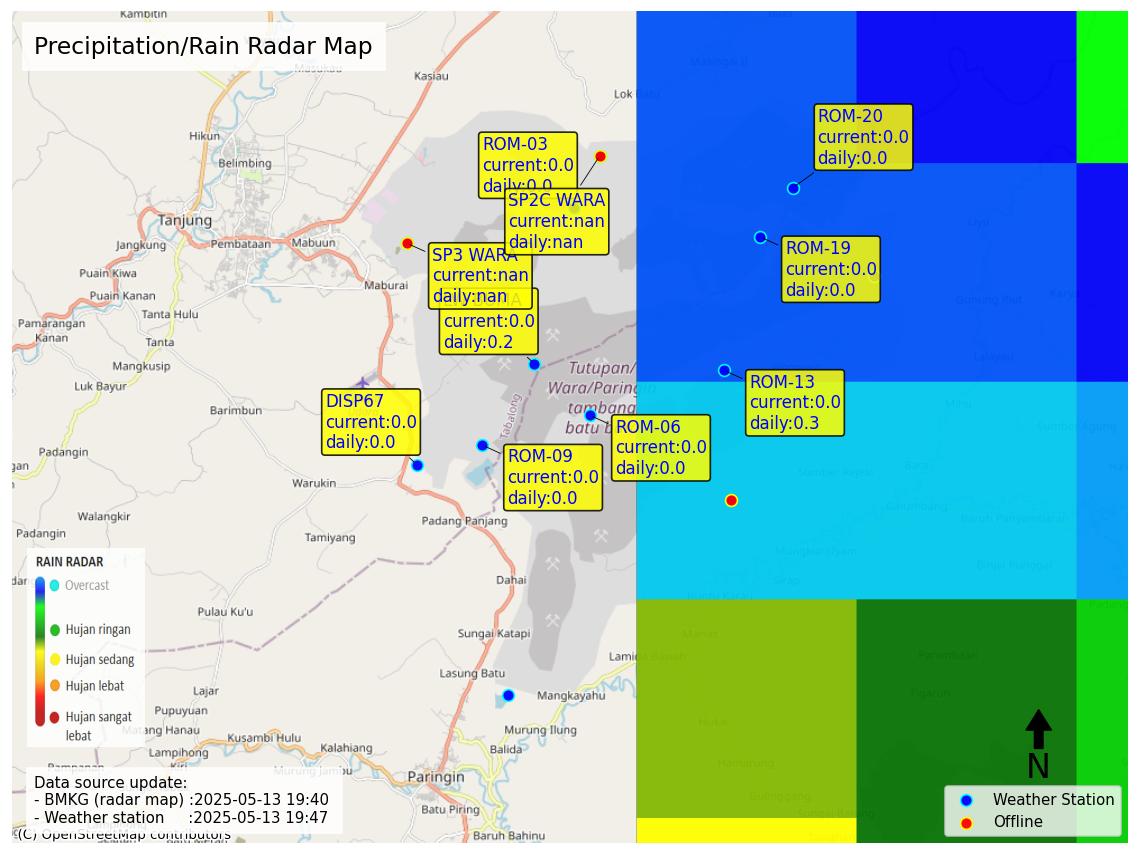 Kambitin
Precipitation/Rain Radar Map
Masukau
Kasiau
Lok Batu
Hikun
Belimbing
ROM-03
current:0.0
daily:0.0
SP2C WARA
current:nan
daily:nan
ROM-20
current:0.0
daily:0.0
Tanjung
Jangkung
Pembataan
Mabuun
SP3 WARA
current:nan
daily:nan
ROM-19
current:0.0
daily:0.0
Puain Kiwa
Maburai
Puain Kanan
Tanta Hulu
current:0.0
daily:0.2
Pamarangan
Kanan
Tanta
Mangkusip
Luk Bayur
Tutupan/
Wara/Paringin
tambang
batu b
Tabalong
ROM-13
current:0.0
daily:0.3
DISP67
current:0.0
daily:0.0
Barimbun
ROM-06
current:0.0
daily:0.0
Padangin
ROM-09
current:0.0
daily:0.0
Warukin
Walangkir
Padangin
Padang Panjang
Tamiyang
Dahai
RAIN RADAR
Overcast
Hujan ringan
Hujan sedang
Hujan lebat
Hujan sangat
lebat
Pulau Ku'u
Sungai Katapi
Lasung Batu
Lajar
Mangkayahu
Pupuyuan
Matang Hanau
Kusambi Hulu
Murung Ilung
Lampihong
Kalahiang
Balida
Murung Jambu
Paringin
Batu Piring
Baruh Bahinu
Data source update:
- BMKG (radar map) :2025-05-13 19:40
- Weather station :2025-05-13 19:47
(C) OpenStreetMap contributors
N
Weather Station
Offline